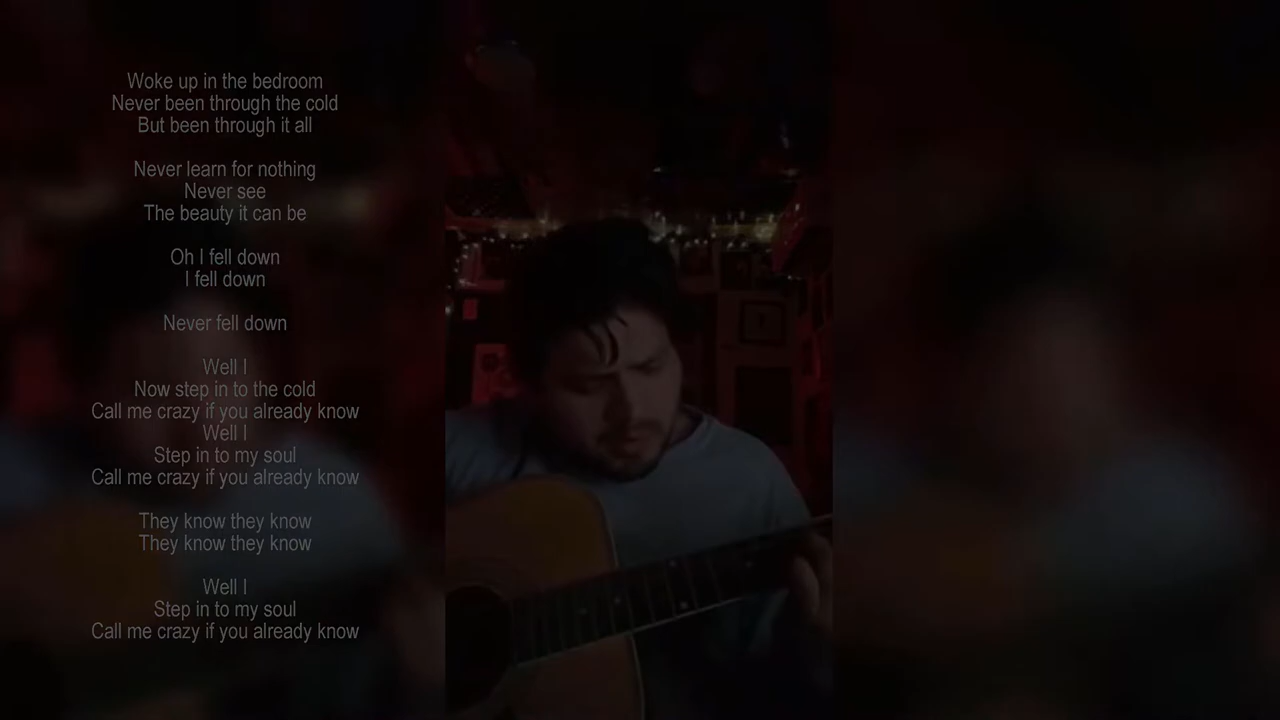 Woke up in the bedroom
Never been through the cold
But been through it all
Never learn for nothing
Never see
The beauty it can be
Oh I fell down
I fell down
Never fell down
Well I
Now step in to the cold
Call me crazy if you already know
Well I
Step in to my soul
Call me crazy if you already know
They know they know
They know they know
Well I
Step in to my soul
Call me crazy if you already know